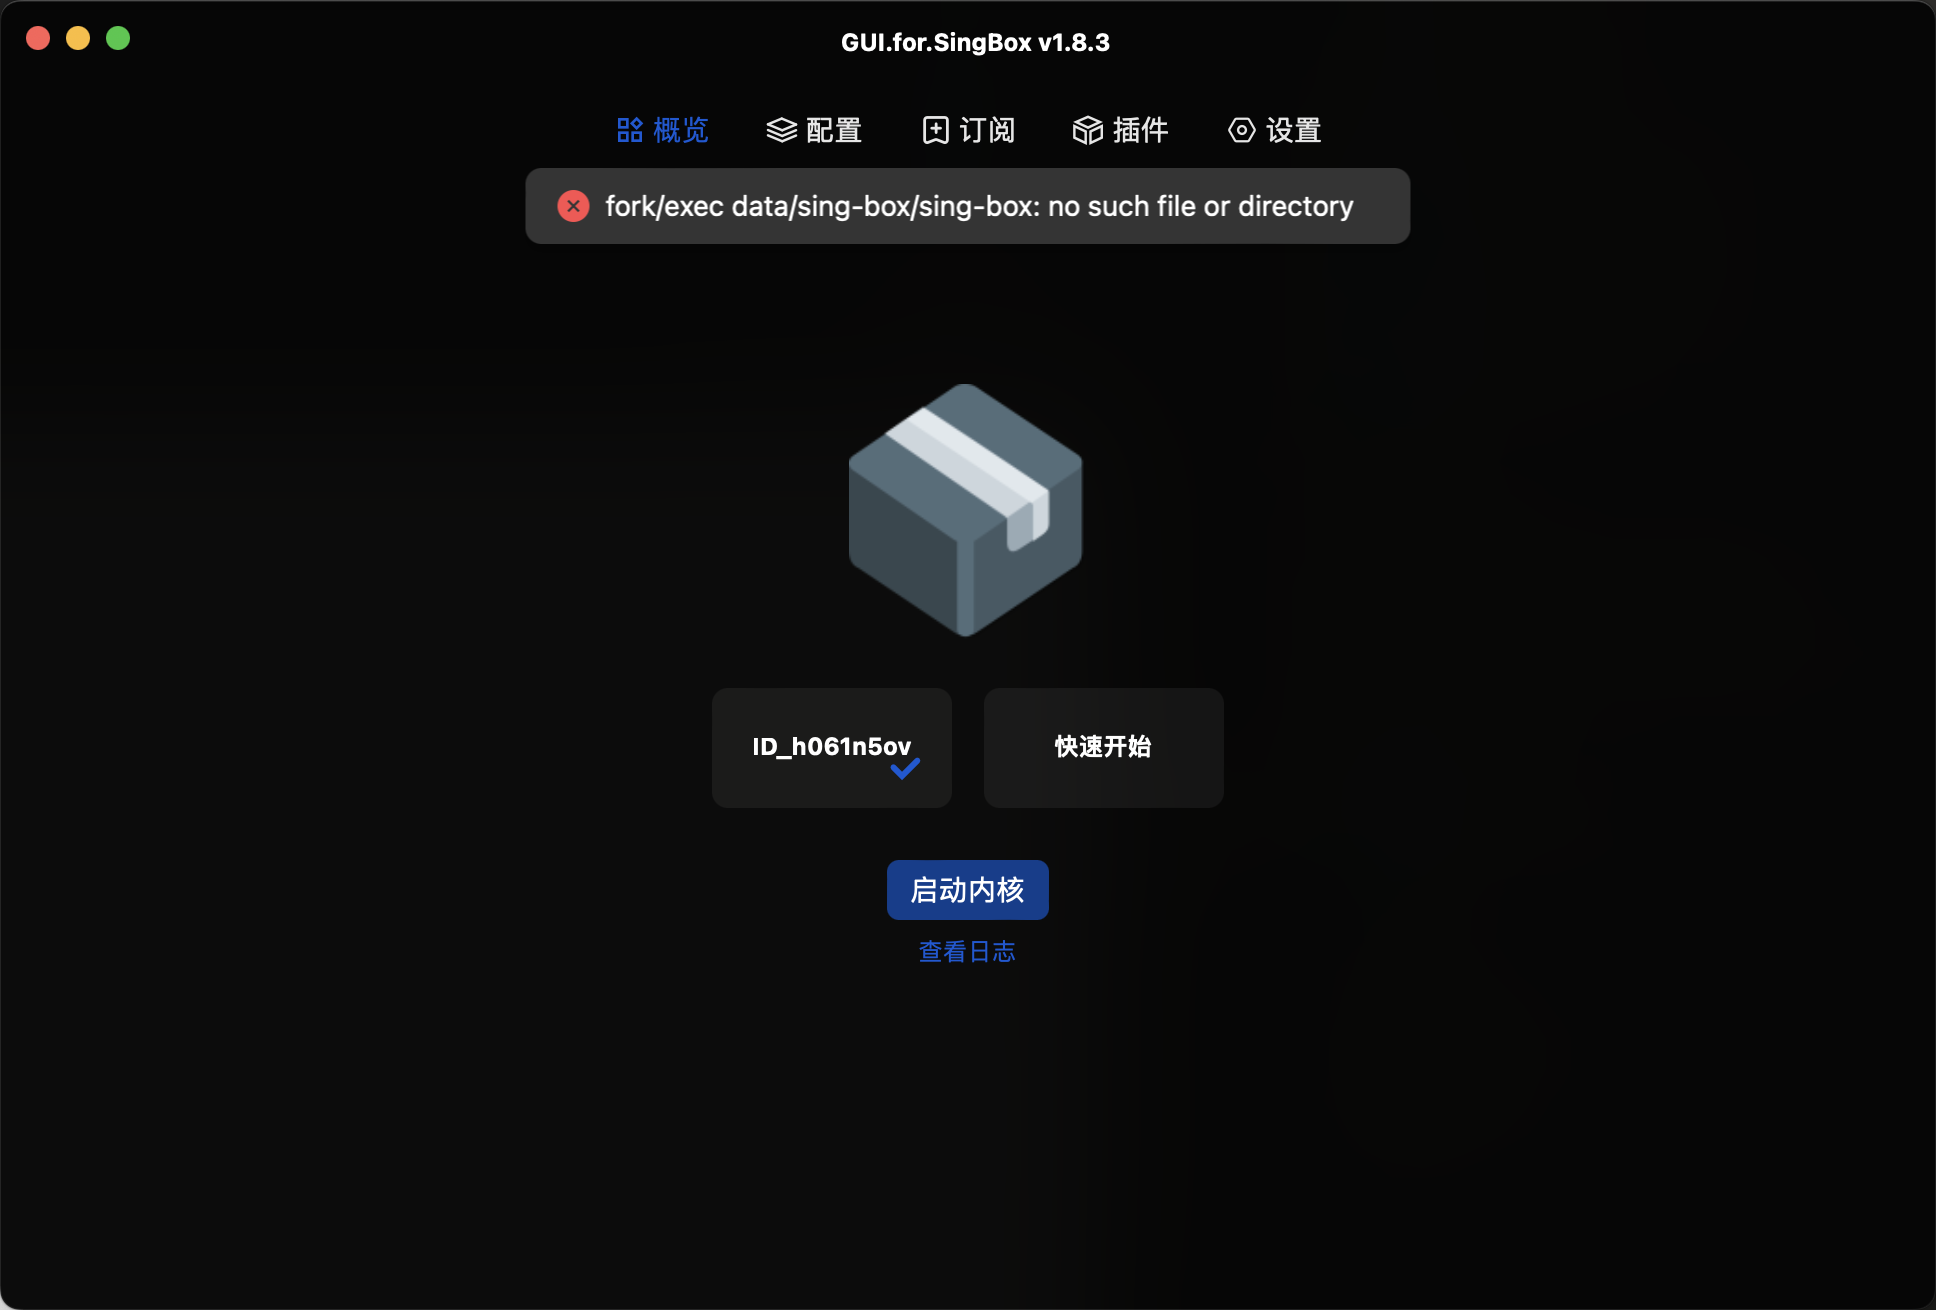 GUI.for.SingBox v1.8.3
概览 配置 订阅 插件 设置
fork/exec data/sing-box/sing-box: no such file or directory
ID_h061n5ov 快速开始
启动内核
查看日志